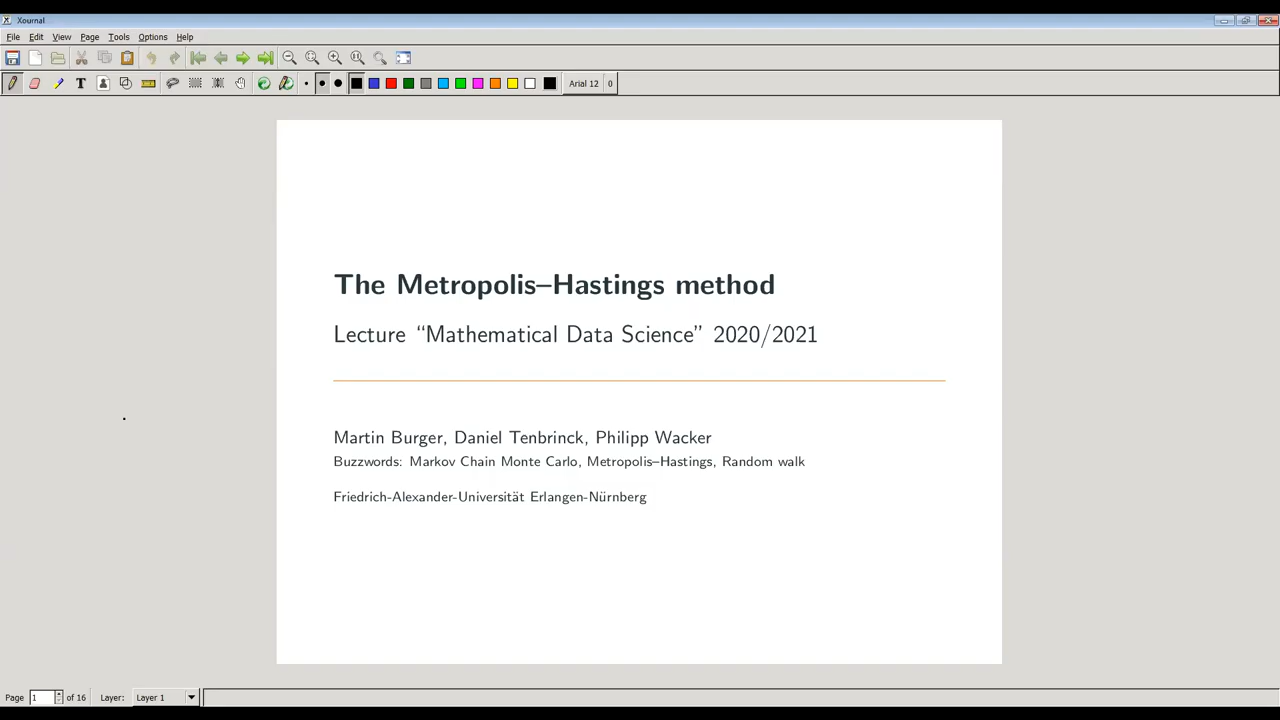 Xournal
File Edit View Page Tools Options Help
Arial 12 0
The Metropolis–Hastings method
Lecture “Mathematical Data Science” 2020/2021
Martin Burger, Daniel Tenbrinck, Philipp Wacker
Buzzwords: Markov Chain Monte Carlo, Metropolis–Hastings, Random walk
Friedrich-Alexander-Universität Erlangen-Nürnberg
Page 1 of 16 Layer: Layer 1